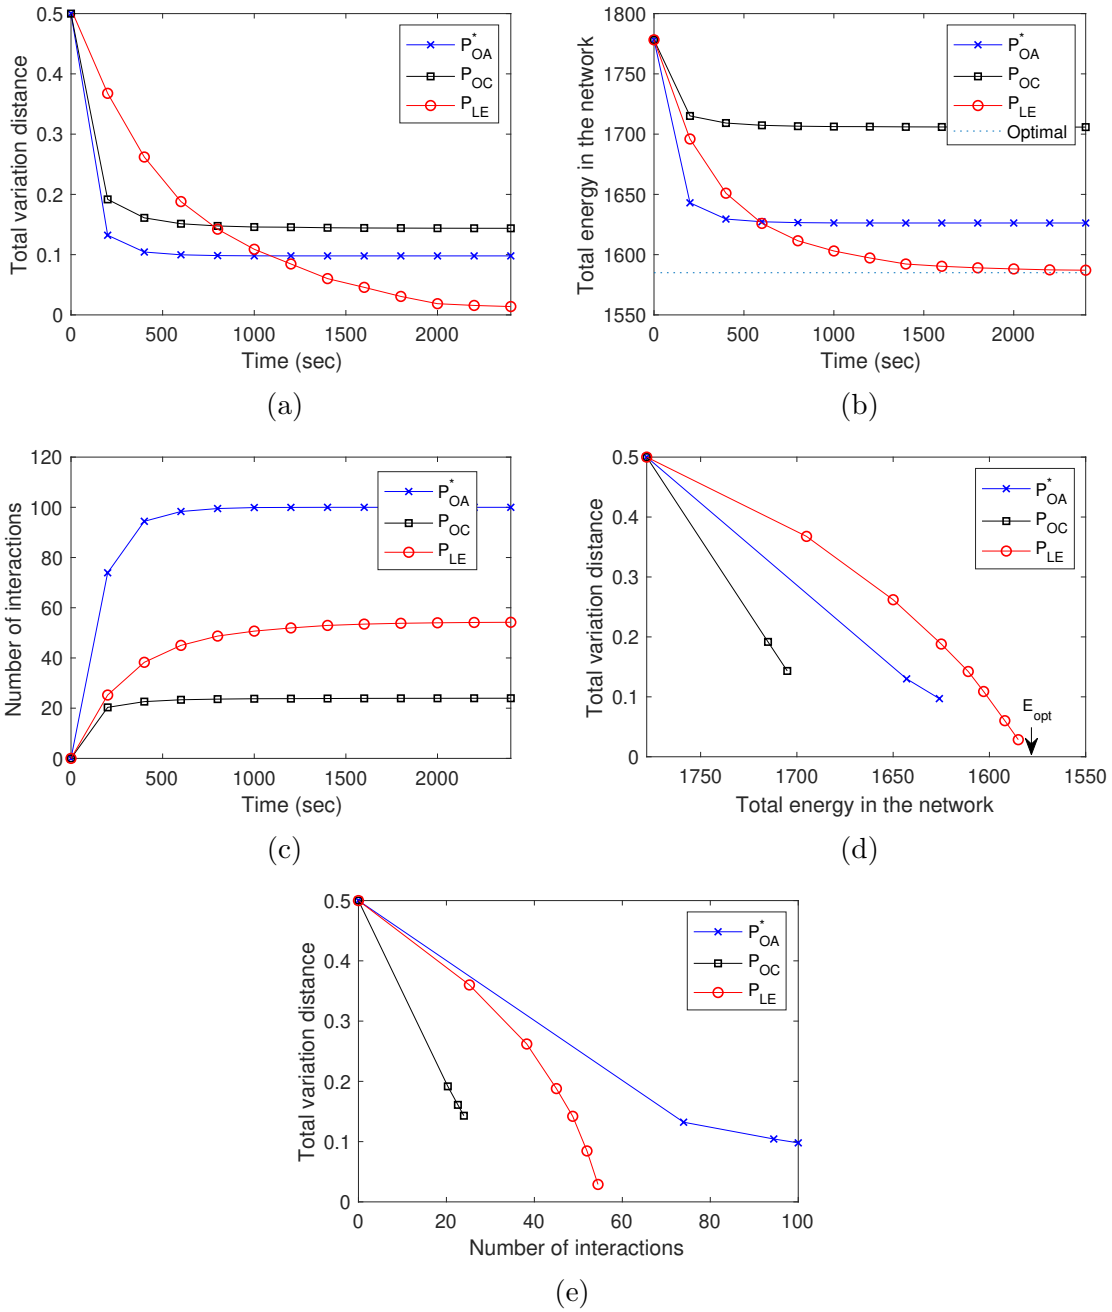 0.5
0.4
0.3
0.2
0.1
0
Total variation distance
0 500 1000 1500 2000
Time (sec)
P*OA
POC
PLE
(a)
1800
1750
1700
1650
1600
1550
Total energy in the network
0 500 1000 1500 2000
Time (sec)
P*OA
POC
PLE
Optimal
(b)
120
100
80
60
40
20
0
Number of interactions
0 500 1000 1500 2000
Time (sec)
P*OA
POC
PLE
(c)
0.5
0.4
0.3
0.2
0.1
0
Total variation distance
1750 1700 1650 1600 1550
Total energy in the network
P*OA
POC
PLE
Eopt
(d)
0.5
0.4
0.3
0.2
0.1
0
Total variation distance
0 20 40 60 80 100
Number of interactions
P*OA
POC
PLE
(e)